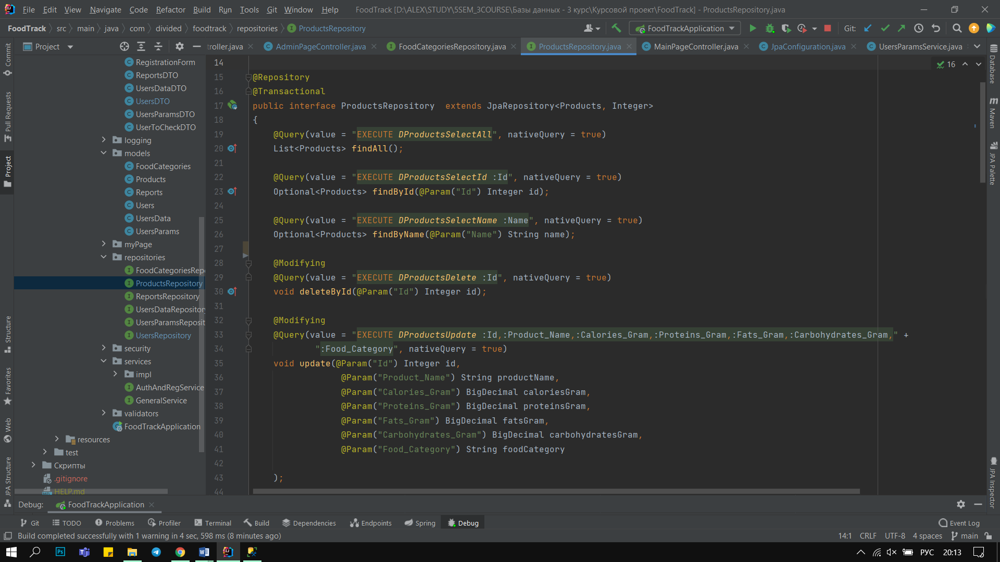 File Edit View Navigate Code Refactor Build Run Tools Git Window Help FoodTrack [D:\ALEX\STUDY\5SEM_3COURSE\Базы данных - 3 курс\Курсовой проект\FoodTrack] - ProductsRepository.java
FoodTrack src main java com divided foodtrack repositories ProductsRepository FoodTrackApplication Git:
Project troller.java AdminPageController.java FoodCategoriesRepository.java ProductsRepository.java MainPageController.java JpaConfiguration.java UsersParamsService.java
Commit
Pull Requests
Project
Structure
Favorites
Web
JPA Structure
RegistrationForm
ReportsDTO
UsersDataDTO
UsersDTO
UsersParamsDTO
UserToCheckDTO
logging
models
FoodCategories
Products
Reports
Users
UsersData
UsersParams
myPage
repositories
FoodCategoriesRepo
ProductsRepository
ReportsRepository
UsersDataRepository
UsersParamsReposit
UsersRepository
security
services
impl
AuthAndRegService
GeneralService
validators
FoodTrackApplication
resources
test
Скрипты
.gitignore
HELP.md
16
14
15 @Repository
16 @Transactional
17 public interface ProductsRepository  extends JpaRepository<Products, Integer>
18 {
19 @Query(value = "EXECUTE DProductsSelectAll", nativeQuery = true)
20 List<Products> findAll();
21
22 @Query(value = "EXECUTE DProductsSelectId :Id", nativeQuery = true)
23 Optional<Products> findById(@Param("Id") Integer id);
24
25 @Query(value = "EXECUTE DProductsSelectName :Name", nativeQuery = true)
26 Optional<Products> findByName(@Param("Name") String name);
27
28 @Modifying
29 @Query(value = "EXECUTE DProductsDelete :Id", nativeQuery = true)
30 void deleteById(@Param("Id") Integer id);
31
32 @Modifying
33 @Query(value = "EXECUTE DProductsUpdate :Id,:Product_Name,:Calories_Gram,:Proteins_Gram,:Fats_Gram,:Carbohydrates_Gram," +
34 ":Food_Category", nativeQuery = true)
35 void update(@Param("Id") Integer id,
36 @Param("Product_Name") String productName,
37 @Param("Calories_Gram") BigDecimal caloriesGram,
38 @Param("Proteins_Gram") BigDecimal proteinsGram,
39 @Param("Fats_Gram") BigDecimal fatsGram,
40 @Param("Carbohydrates_Gram") BigDecimal carbohydratesGram,
41 @Param("Food_Category") String foodCategory
42
43 );
44
Database
Maven
JPA Palette
JPA Inspector
Debug: FoodTrackApplication
Git TODO Problems Profiler Terminal Build Dependencies Endpoints Spring Debug Event Log
Build completed successfully with 1 warning in 4 sec, 598 ms (8 minutes ago) 14:1 CRLF UTF-8 4 spaces main
РУС 20:13